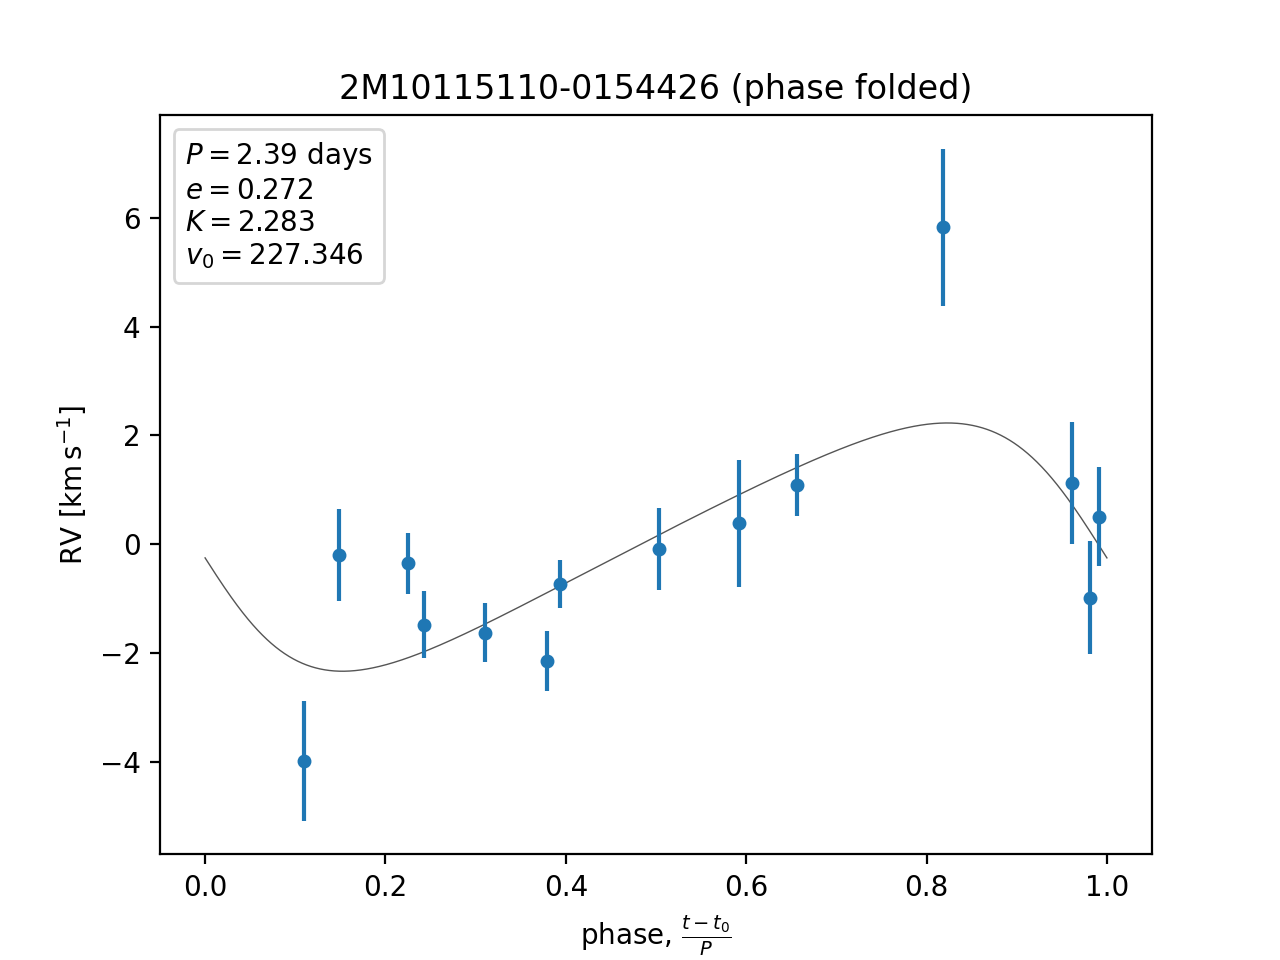 2M10115110-0154426 (phase folded)
P = 2.39 days
e = 0.272
K = 2.283
v₀ = 227.346
6
4
2
0
−2
−4
RV [km s⁻¹]
0.0 0.2 0.4 0.6 0.8 1.0
phase, (t − t₀)/P